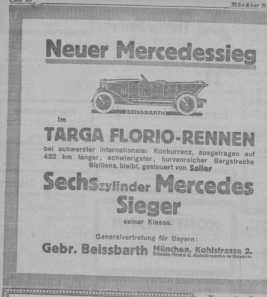 Neuer Mercedessieg
BEISSBARTH
im
TARGA FLORIO-RENNEN
bei schwerster internationaler Konkurrenz, ausgetragen auf
432 km langer, schwierigster, kurvenreicher Bergstrecke
Siziliens, bleibt, gesteuert von Sailer
Sechszylinder Mercedes
Sieger
seiner Klasse.
Generalvertretung für Bayern:
Gebr. Beissbarth München, Kohlstrasse 2.